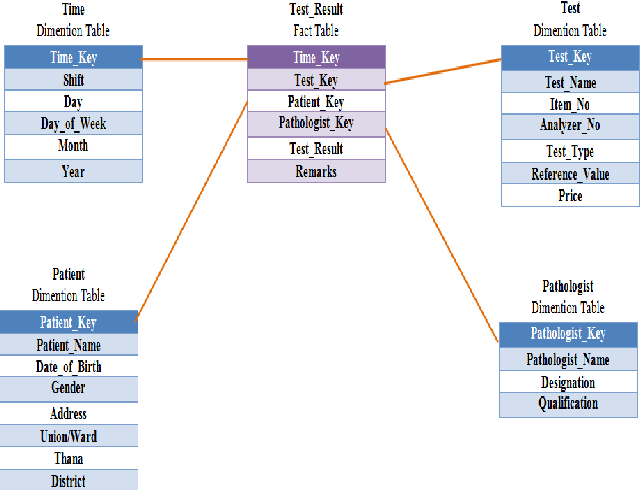 Time
Dimention Table
Time_Key
Shift
Day
Day_of_Week
Month
Year
Test_Result
Fact Table
Time_Key
Test_Key
Patient_Key
Pathologist_Key
Test_Result
Remarks
Test
Dimention Table
Test_Key
Test_Name
Item_No
Analyzer_No
Test_Type
Reference_Value
Price
Patient
Dimention Table
Patient_Key
Patient_Name
Date_of_Birth
Gender
Address
Union/Ward
Thana
District
Pathologist
Dimention Table
Pathologist_Key
Pathologist_Name
Designation
Qualification